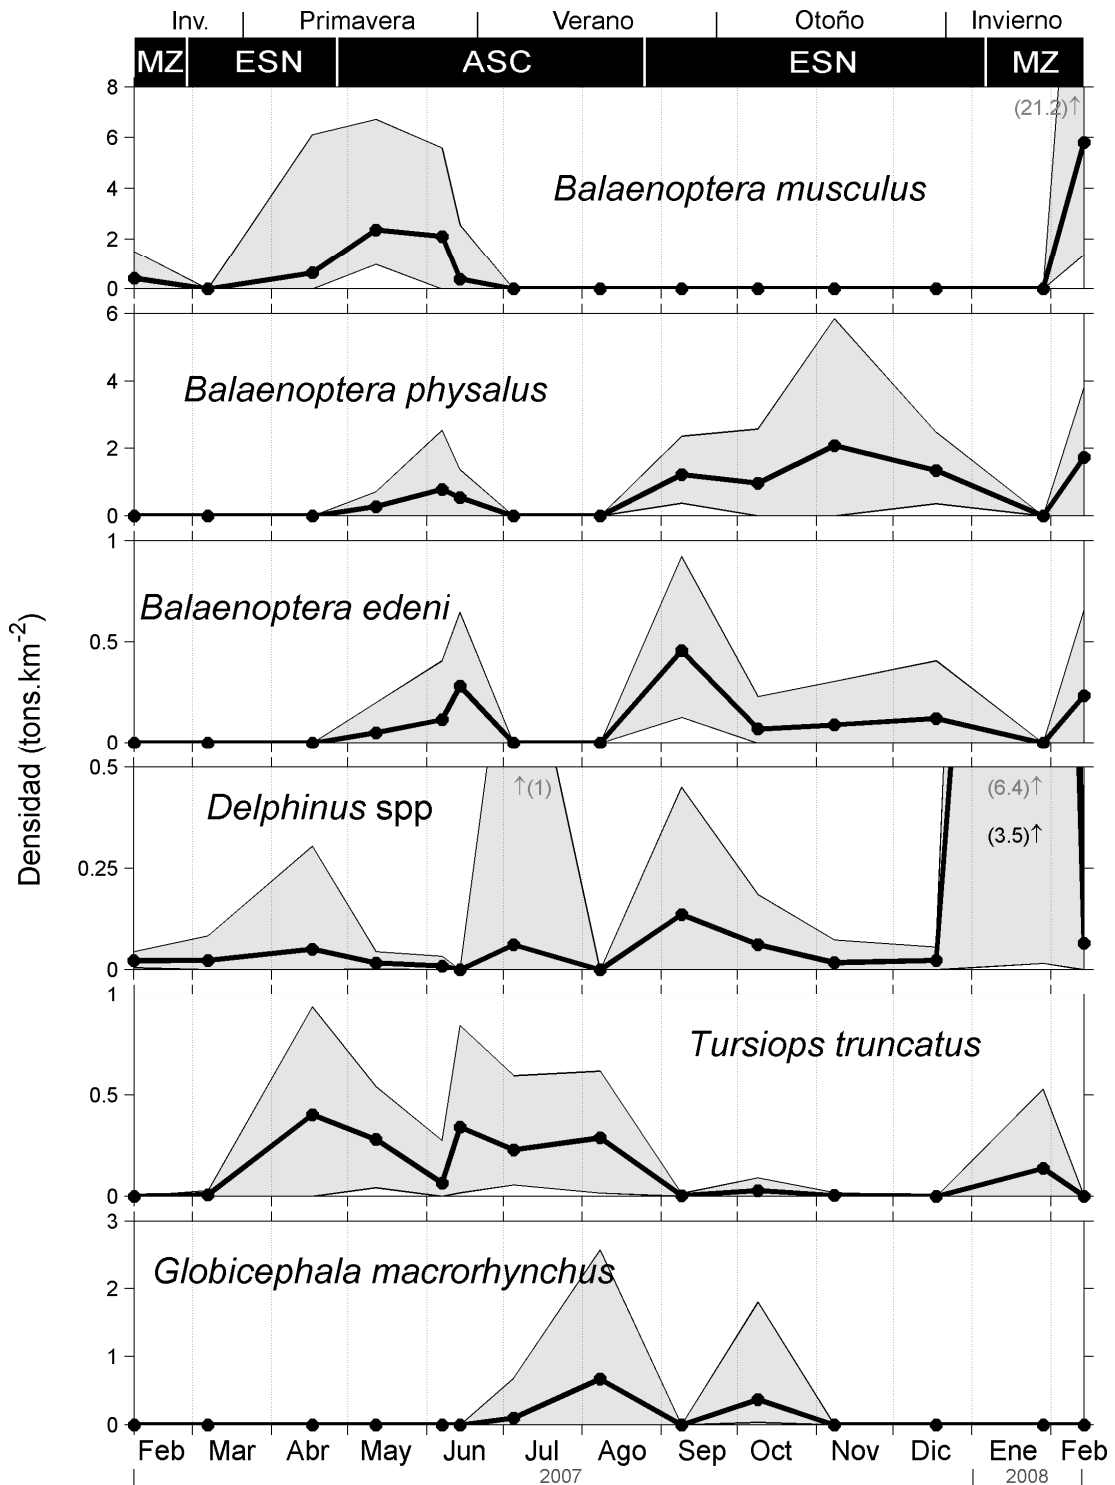 Inv. Primavera Verano Otoño Invierno
MZ ESN ASC ESN MZ
8
6
4
2
0
(21.2)↑
Balaenoptera musculus
6
4
2
0
Balaenoptera physalus
1
0.5
0
Balaenoptera edeni
Densidad (tons.km-2)
0.5
0.25
0
Delphinus spp
↑(1)
(6.4)↑
(3.5)↑
1
0.5
0
Tursiops truncatus
3
2
1
0
Globicephala macrorhynchus
Feb Mar Abr May Jun Jul Ago Sep Oct Nov Dic Ene Feb
2007 2008